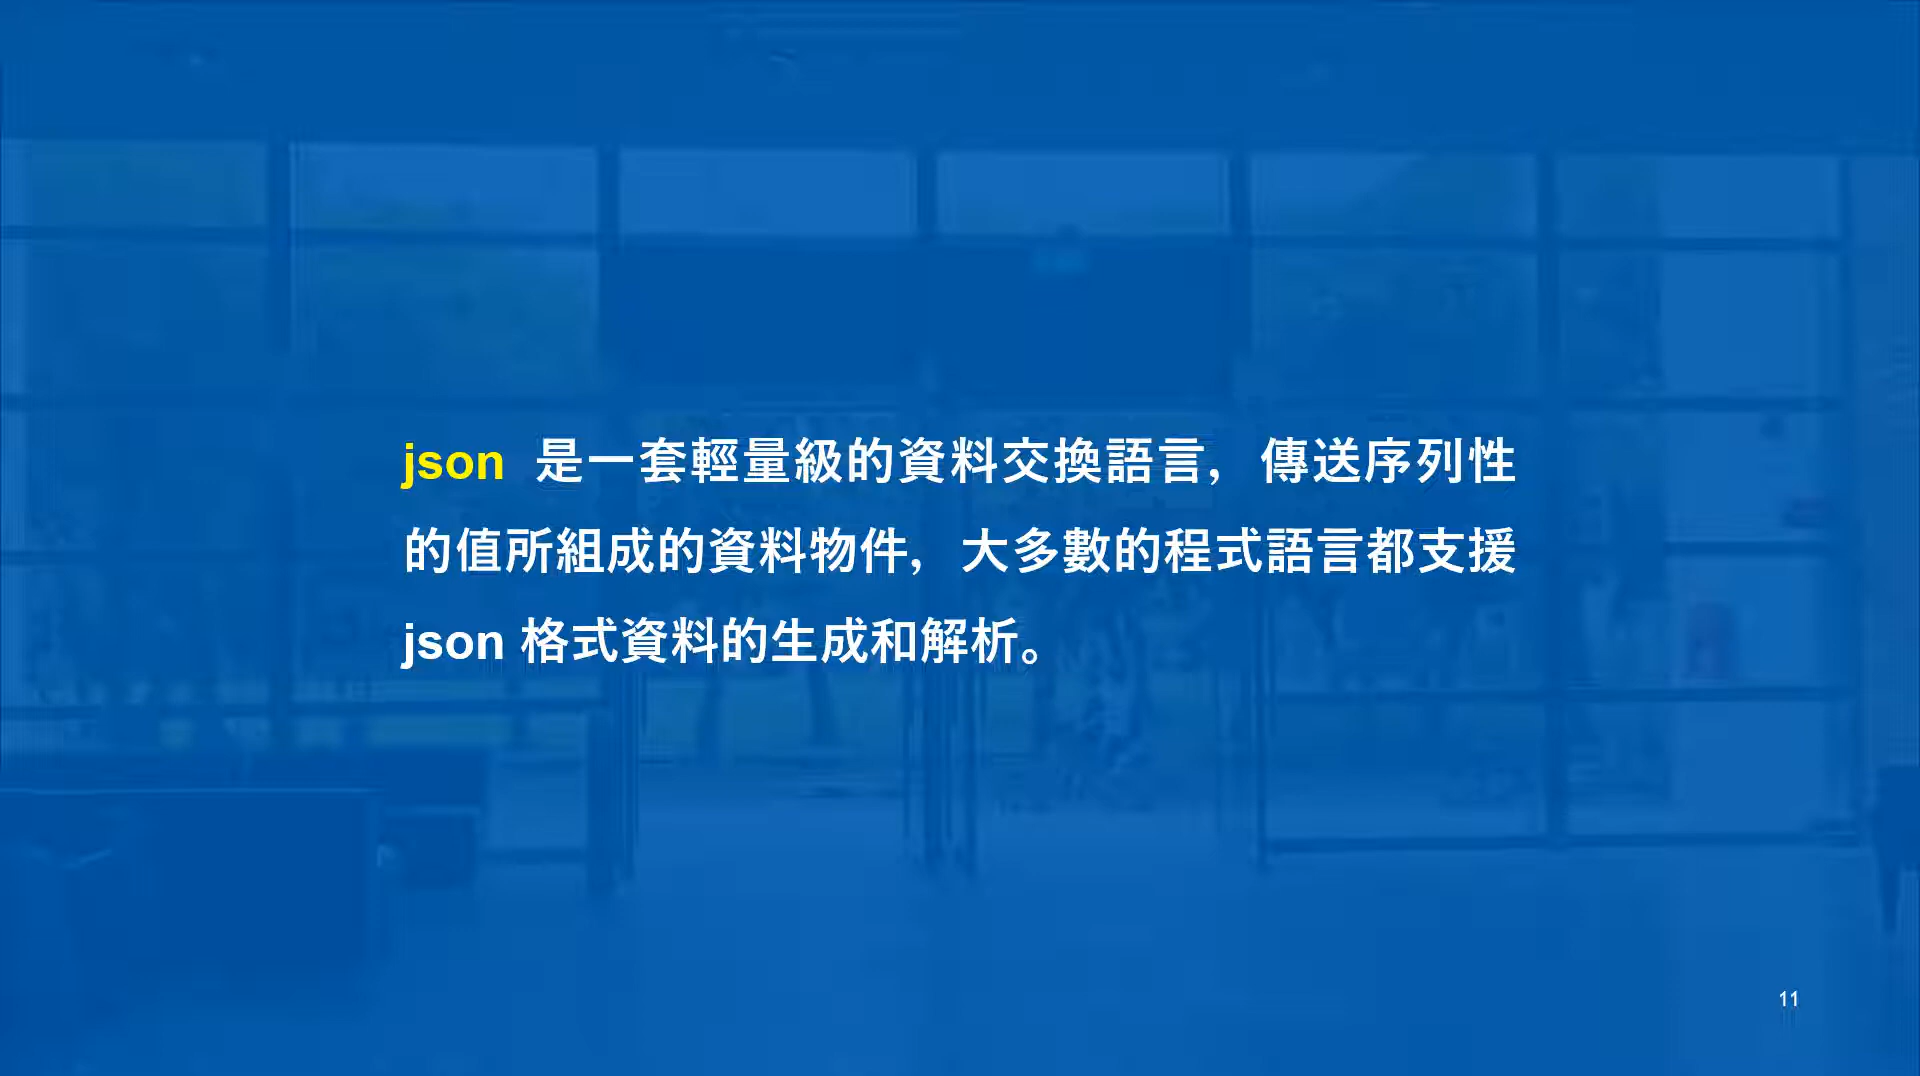 json 是一套輕量級的資料交換語言，傳送序列性
的值所組成的資料物件，大多數的程式語言都支援
json 格式資料的生成和解析。
11